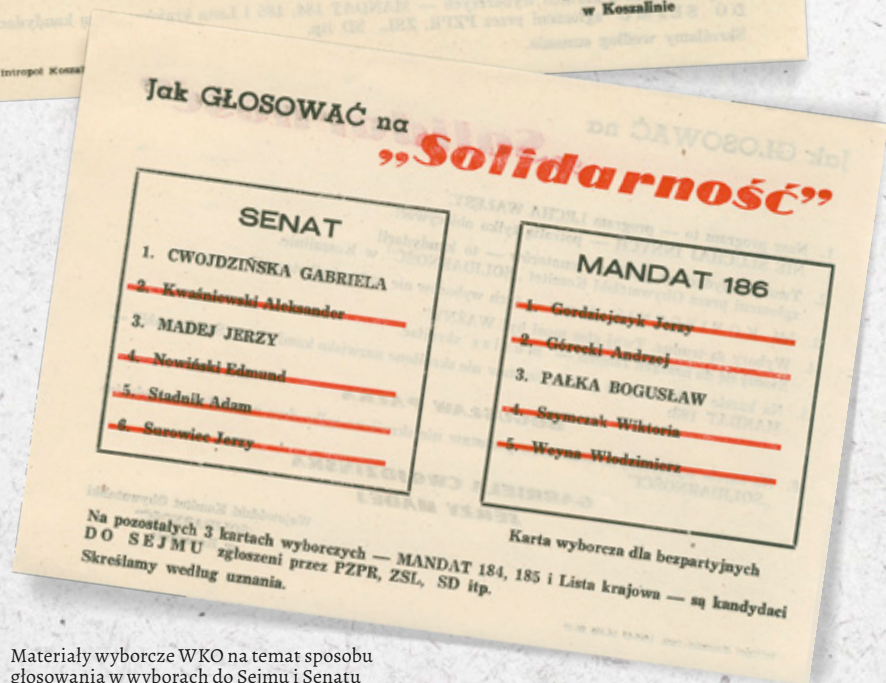 w Koszalinie
Jak GŁOSOWAĆ na
„Solidarność”
SENAT
1. CWOJDZIŃSKA GABRIELA
2. Kwaśniewski Aleksander
3. MADEJ JERZY
4. Nowiński Edmund
5. Stadnik Adam
6. Surowiec Jerzy
MANDAT 186
1. Gordziejczyk Jerzy
2. Górecki Andrzej
3. PAŁKA BOGUSŁAW
4. Szymczak Wiktoria
5. Weyna Włodzimierz
Karta wyborcza dla bezpartyjnych
Na pozostałych 3 kartach wyborczych — MANDAT 184, 185 i Lista krajowa — są kandydaci
DO SEJMU zgłoszeni przez PZPR, ZSL, SD itp.
Skreślamy według uznania.
Materiały wyborcze WKO na temat sposobu
głosowania w wyborach do Sejmu i Senatu